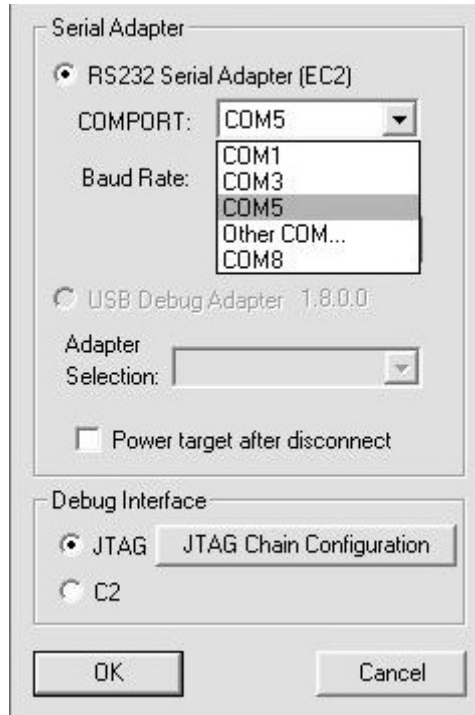 Serial Adapter
RS232 Serial Adapter (EC2)
COMPORT: COM5
COM1
Baud Rate: COM3
COM5
Other COM...
COM8
USB Debug Adapter 1.8.0.0
Adapter
Selection:
Power target after disconnect
Debug Interface
JTAG JTAG Chain Configuration
C2
OK Cancel